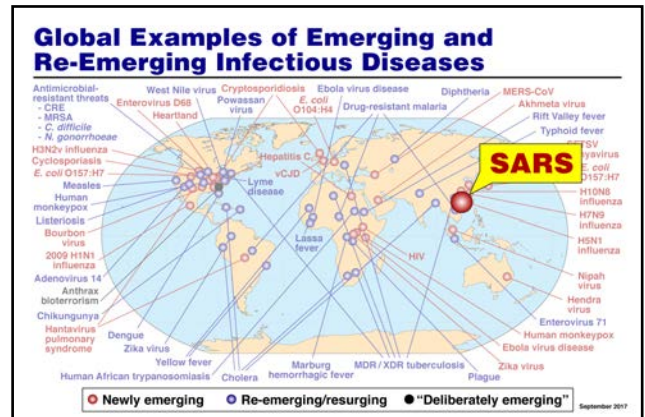 Global Examples of Emerging and
Re-Emerging Infectious Diseases
Antimicrobial-
resistant threats
- CRE
- MRSA
- C. difficile
- N. gonorrhoeae
H3N2v influenza
Cyclosporiasis
E. coli O157:H7
Measles
Human
monkeypox
Listeriosis
Bourbon
virus
2009 H1N1
influenza
Adenovirus 14
Anthrax
bioterrorism
Chikungunya
Hantavirus
pulmonary
syndrome
Enterovirus D68
Heartland
West Nile virus
Cryptosporidiosis
Powassan
virus
E. coli
O104:H4
Ebola virus disease
Drug-resistant malaria
Diphtheria
MERS-CoV
Akhmeta virus
Rift Valley fever
Typhoid fever
E. coli
O157:H7
SARS
H10N8
influenza
H7N9
influenza
H5N1
influenza
Nipah
virus
Hendra
virus
Enterovirus 71
Human monkeypox
Ebola virus disease
Zika virus
Plague
MDR/XDR tuberculosis
Marburg
hemorrhagic fever
Cholera
Human African trypanosomiasis
Yellow fever
Zika virus
Dengue
Hepatitis C
vCJD
Lyme
disease
Lassa
fever
HIV
Newly emerging
Re-emerging/resurging
"Deliberately emerging"
September 2017